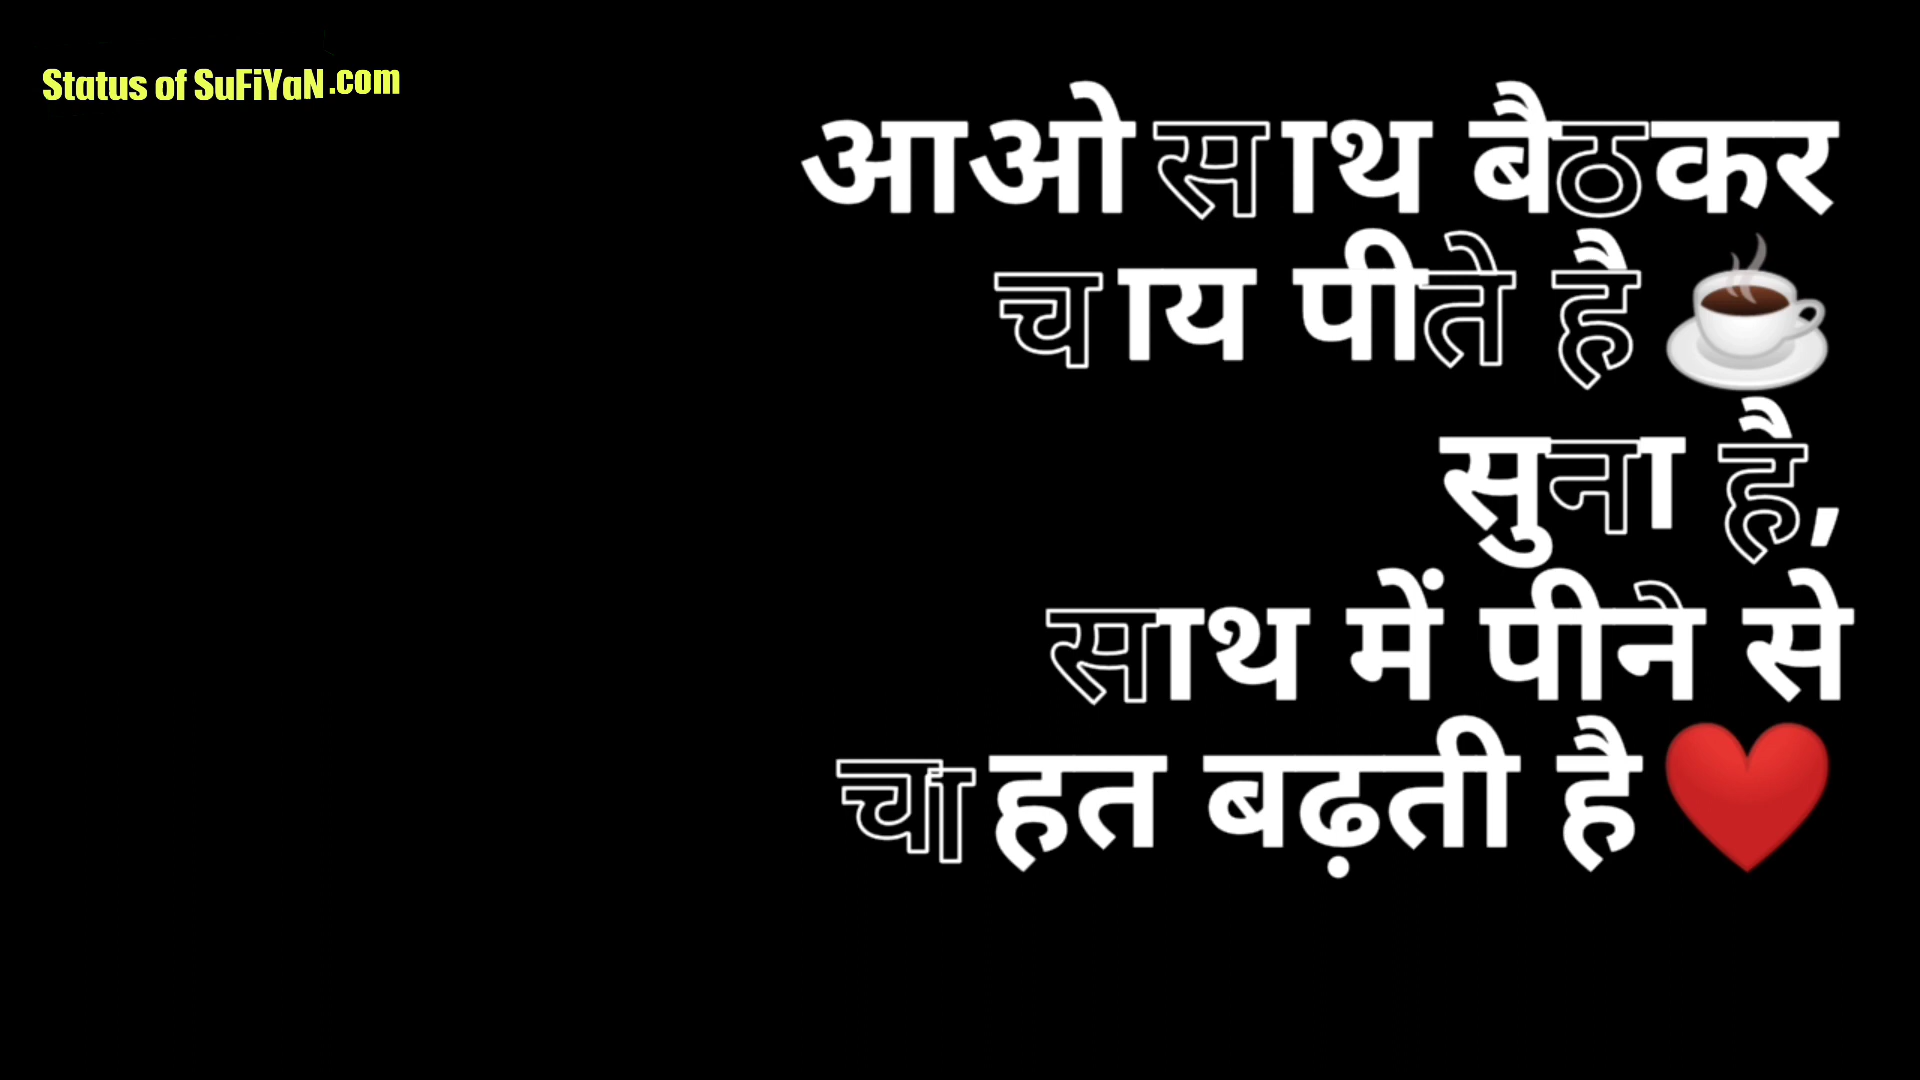 Status of SuFiYaN.com
आओ साथ बैठकर
चाय पीते है ☕
सुना है,
साथ में पीने से
चाहत बढ़ती है ❤️